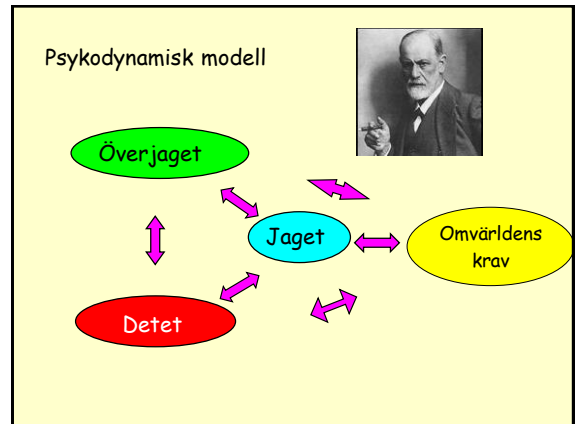 Psykodynamisk modell
Överjaget
Jaget
Omvärldens
krav
Detet